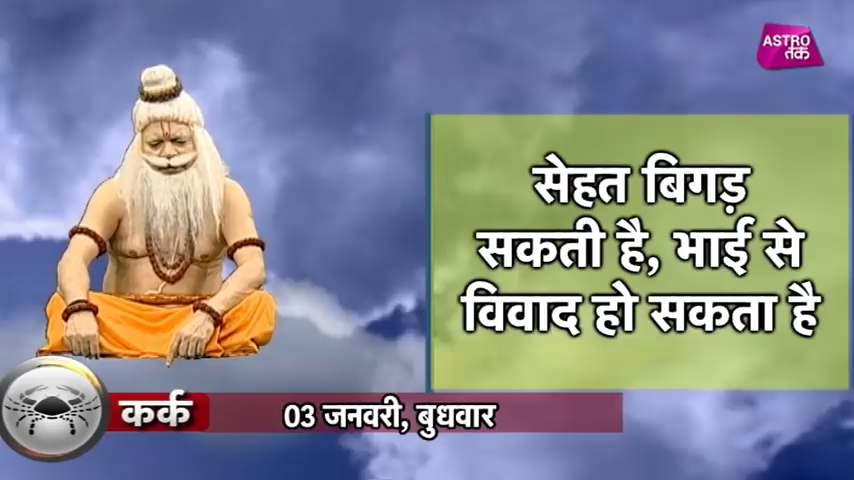 ASTRO
तक
सेहत बिगड़
सकती है, भाई से
विवाद हो सकता है
कर्क
03 जनवरी, बुधवार